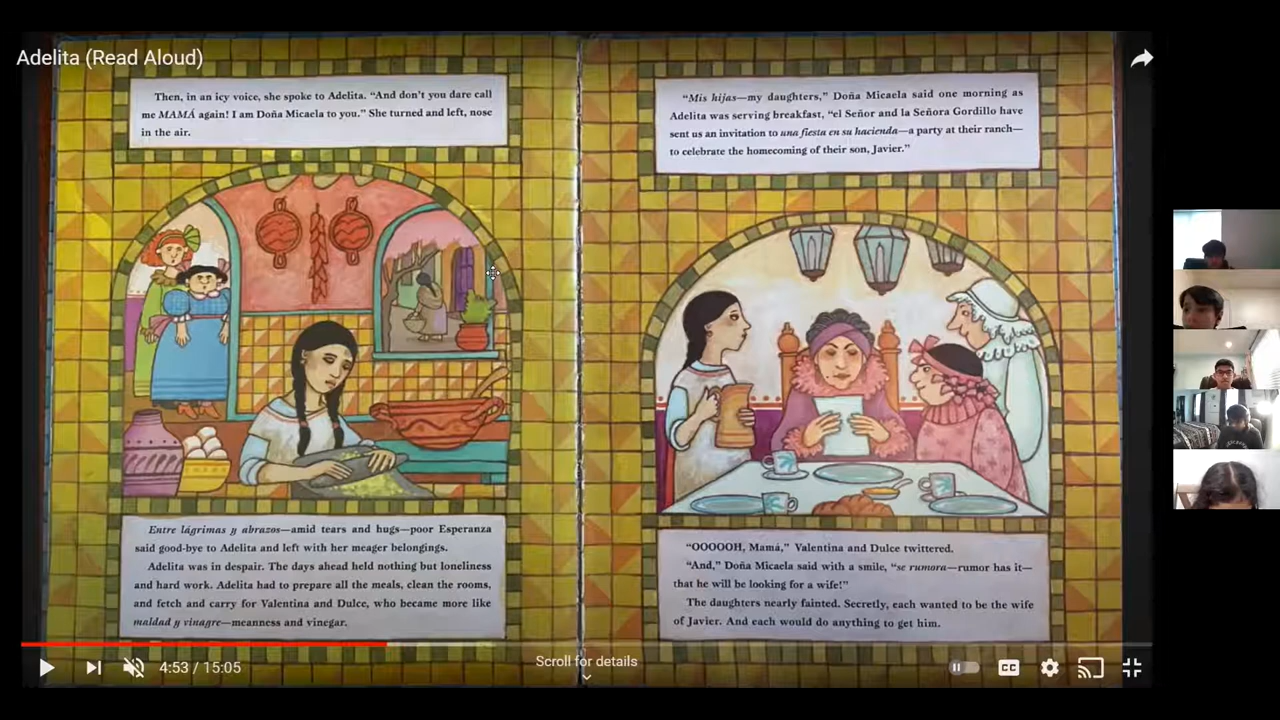 Adelita (Read Aloud)
Then, in an icy voice, she spoke to Adelita. “And don’t you dare call
me MAMÁ again! I am Doña Micaela to you.” She turned and left, nose
in the air.
Entre lágrimas y abrazos—amid tears and hugs—poor Esperanza
said good-bye to Adelita and left with her meager belongings.
Adelita was in despair. The days ahead held nothing but loneliness
and hard work. Adelita had to prepare all the meals, clean the rooms,
and fetch and carry for Valentina and Dulce, who became more like
maldad y vinagre—meanness and vinegar.
“Mis hijas—my daughters,” Doña Micaela said one morning as
Adelita was serving breakfast, “el Señor and la Señora Gordillo have
sent us an invitation to una fiesta en su hacienda—a party at their ranch—
to celebrate the homecoming of their son, Javier.”
“OOOOOH, Mamá,” Valentina and Dulce twittered.
“And,” Doña Micaela said with a smile, “se rumora—rumor has it—
that he will be looking for a wife!”
The daughters nearly fainted. Secretly, each wanted to be the wife
of Javier. And each would do anything to get him.
4:53 / 15:05
Scroll for details
CC